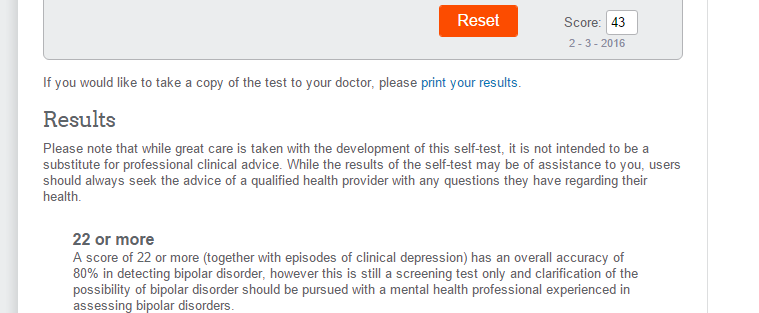 Reset
Score: 43
2 - 3 - 2016
If you would like to take a copy of the test to your doctor, please print your results.
Results
Please note that while great care is taken with the development of this self-test, it is not intended to be a
substitute for professional clinical advice. While the results of the self-test may be of assistance to you, users
should always seek the advice of a qualified health provider with any questions they have regarding their
health.
22 or more
A score of 22 or more (together with episodes of clinical depression) has an overall accuracy of
80% in detecting bipolar disorder, however this is still a screening test only and clarification of the
possibility of bipolar disorder should be pursued with a mental health professional experienced in
assessing bipolar disorders.